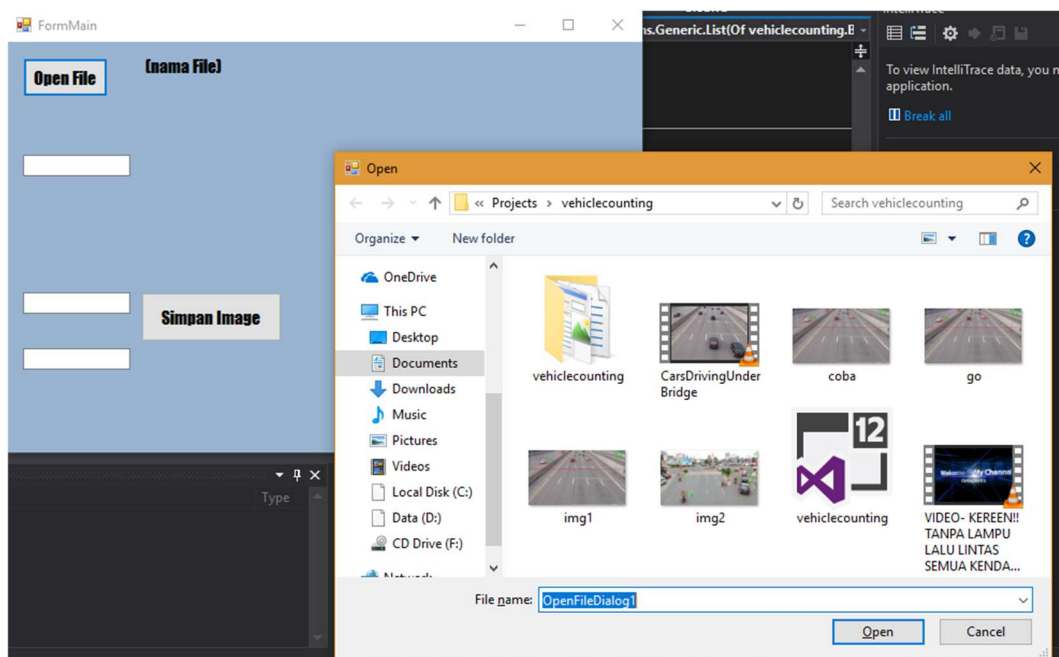 FormMain
Open File
(nama File)
Simpan Image
Type
ns.Generic.List(Of vehiclecounting.B
To view IntelliTrace data, you
application.
Break all
Open
« Projects > vehiclecounting
Search vehiclecounting
Organize
New folder
OneDrive
This PC
Desktop
Documents
Downloads
Music
Pictures
Videos
Local Disk (C:)
Data (D:)
CD Drive (F:)
vehiclecounting
CarsDrivingUnder
Bridge
coba
go
img1
img2
12
vehiclecounting
VIDEO- KEREEN!!
TANPA LAMPU
LALU LINTAS
SEMUA KENDA...
File name:
OpenFileDialog1
Open
Cancel